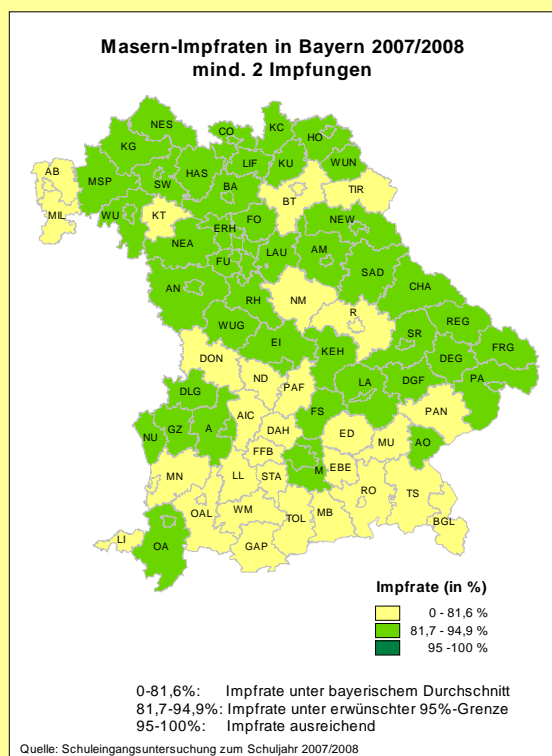 Masern-Impfraten in Bayern 2007/2008
mind. 2 Impfungen
NES
CO
KC
HO
KG
LIF
KU
WUN
AB
MSP
SW
HAS
BA
BT
TIR
MIL
WU
KT
ERH
FO
NEW
NEA
LAU
AM
FU
SAD
AN
RH
NM
CHA
R
WUG
REG
EI
KEH
SR
FRG
DON
DEG
ND
PAF
LA
DGF
PA
DLG
AIC
FS
PAN
NU
GZ
A
DAH
ED
MU
AO
FFB
M
EBE
MN
LL
STA
RO
TS
OAL
WM
TOL
MB
BGL
LI
OA
GAP
Impfrate (in %)
0 - 81,6 %
81,7 - 94,9 %
95 -100 %
0-81,6%: Impfrate unter bayerischem Durchschnitt
81,7-94,9%: Impfrate unter erwünschter 95%-Grenze
95-100%: Impfrate ausreichend
Quelle: Schuleingangsuntersuchung zum Schuljahr 2007/2008